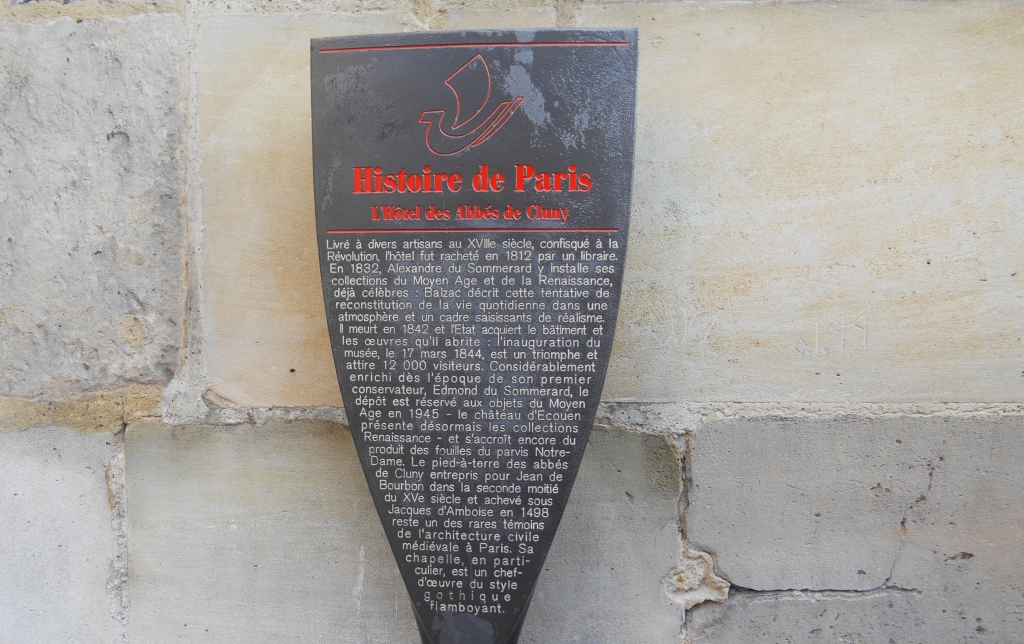 Histoire de Paris
L'Hôtel des Abbés de Cluny
Livré à divers artisans au XVIIIe siècle, confisqué à la
Révolution, l'hôtel fut racheté en 1812 par un libraire.
En 1832, Alexandre du Sommerard y installe ses
collections du Moyen Age et de la Renaissance,
déjà célèbres : Balzac décrit cette tentative de
reconstitution de la vie quotidienne dans une
atmosphère et un cadre saisissants de réalisme.
Il meurt en 1842 et l'Etat acquiert le bâtiment et
les œuvres qu'il abrite : l'inauguration du
musée, le 17 mars 1844, est un triomphe et
attire 12 000 visiteurs. Considérablement
enrichi dès l'époque de son premier
conservateur, Edmond du Sommerard, le
dépôt est réservé aux objets du Moyen
Age en 1945 - le château d'Ecouen
présente désormais les collections
Renaissance - et s'accroît encore du
produit des fouilles du parvis Notre-
Dame. Le pied-à-terre des abbés
de Cluny entrepris pour Jean de
Bourbon dans la seconde moitié
du XVe siècle et achevé sous
Jacques d'Amboise en 1498
reste un des rares témoins
de l'architecture civile
médiévale à Paris. Sa
chapelle, en parti-
culier, est un chef-
d'œuvre du style
gothique
flamboyant.